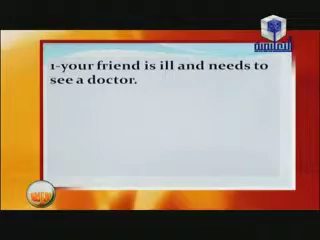 1-your friend is ill and needs to
see a doctor.